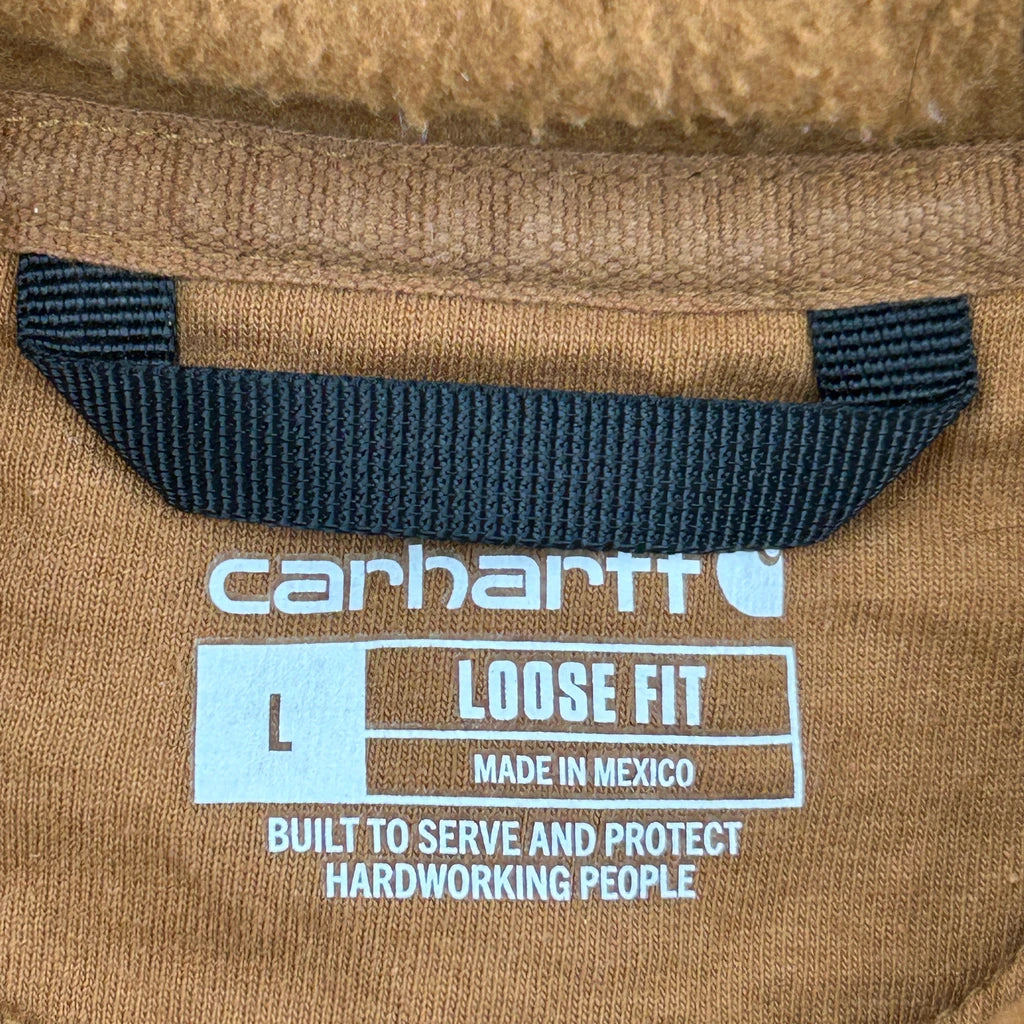 carhartt
L
LOOSE FIT
MADE IN MEXICO
BUILT TO SERVE AND PROTECT
HARDWORKING PEOPLE